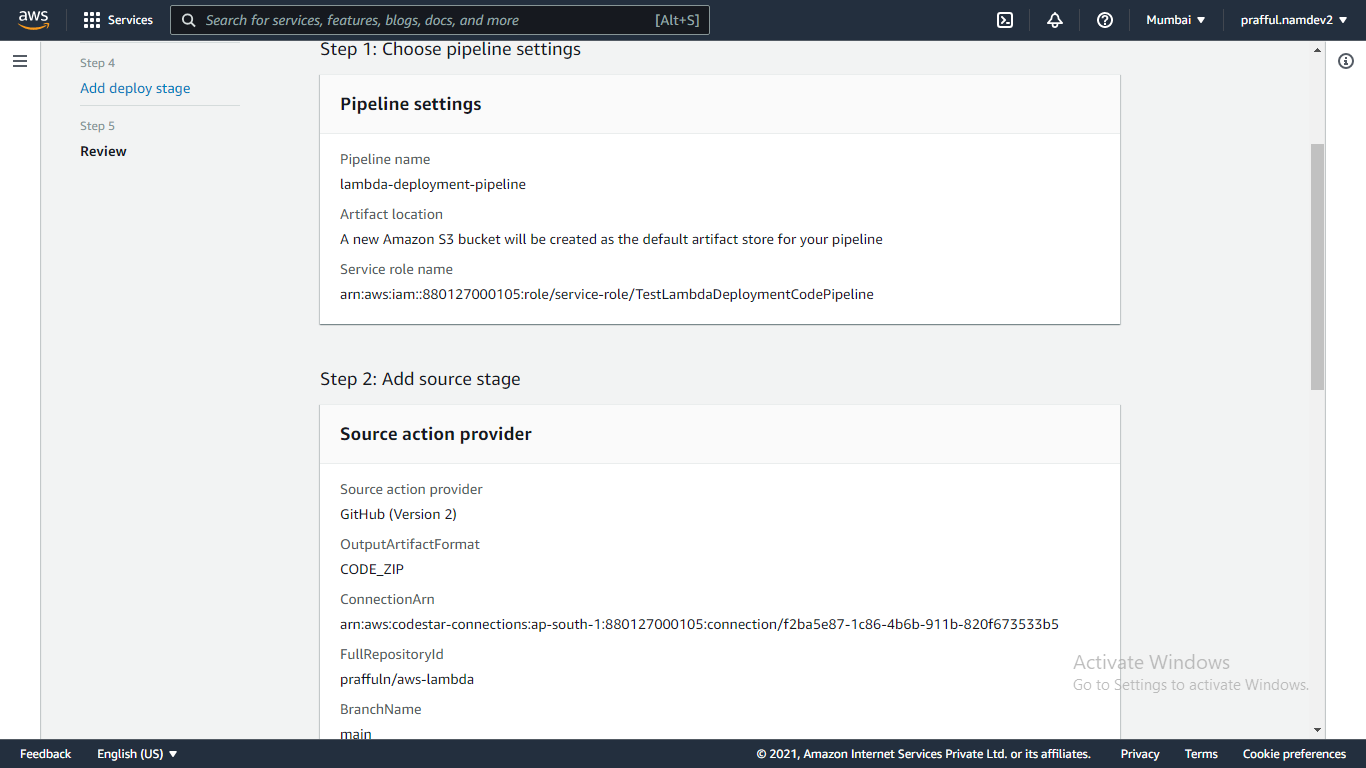 aws
Services
Search for services, features, blogs, docs, and more
[Alt+S]
Mumbai ▼
prafful.namdev2 ▼
Step 4
Add deploy stage
Step 5
Review
Step 1: Choose pipeline settings
Pipeline settings
Pipeline name
lambda-deployment-pipeline
Artifact location
A new Amazon S3 bucket will be created as the default artifact store for your pipeline
Service role name
arn:aws:iam::880127000105:role/service-role/TestLambdaDeploymentCodePipeline
Step 2: Add source stage
Source action provider
Source action provider
GitHub (Version 2)
OutputArtifactFormat
CODE_ZIP
ConnectionArn
arn:aws:codestar-connections:ap-south-1:880127000105:connection/f2ba5e87-1c86-4b6b-911b-820f673533b5
FullRepositoryId
praffuln/aws-lambda
BranchName
main
Activate Windows
Go to Settings to activate Windows.
Feedback
English (US) ▼
© 2021, Amazon Internet Services Private Ltd. or its affiliates.
Privacy
Terms
Cookie preferences